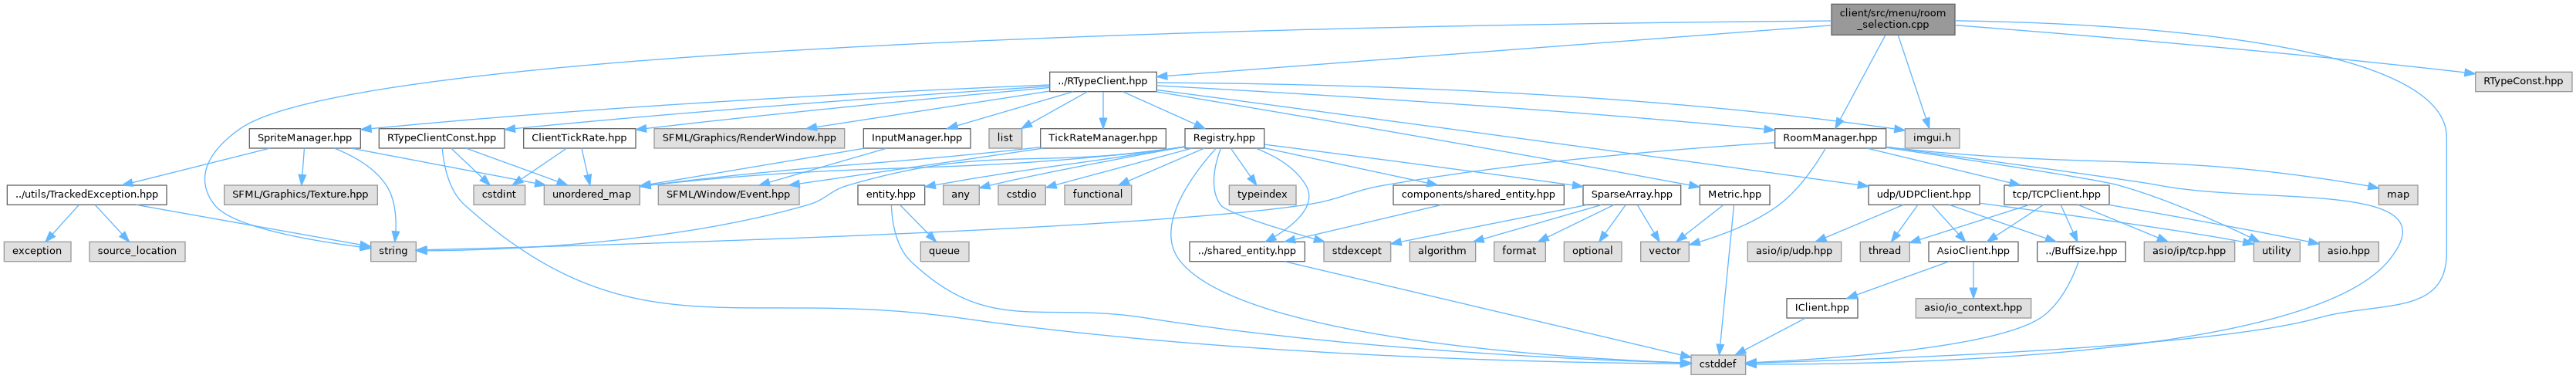 client/src/menu/room
_selection.cpp
../RTypeClient.hpp
RTypeConst.hpp
SpriteManager.hpp
RTypeClientConst.hpp
ClientTickRate.hpp
SFML/Graphics/RenderWindow.hpp
InputManager.hpp
list
TickRateManager.hpp
Registry.hpp
RoomManager.hpp
imgui.h
../utils/TrackedException.hpp
SFML/Graphics/Texture.hpp
cstdint
unordered_map
SFML/Window/Event.hpp
entity.hpp
any
cstdio
functional
typeindex
components/shared_entity.hpp
SparseArray.hpp
Metric.hpp
udp/UDPClient.hpp
tcp/TCPClient.hpp
map
exception
source_location
string
queue
../shared_entity.hpp
stdexcept
algorithm
format
optional
vector
asio/ip/udp.hpp
thread
AsioClient.hpp
../BuffSize.hpp
asio/ip/tcp.hpp
utility
asio.hpp
IClient.hpp
asio/io_context.hpp
cstddef